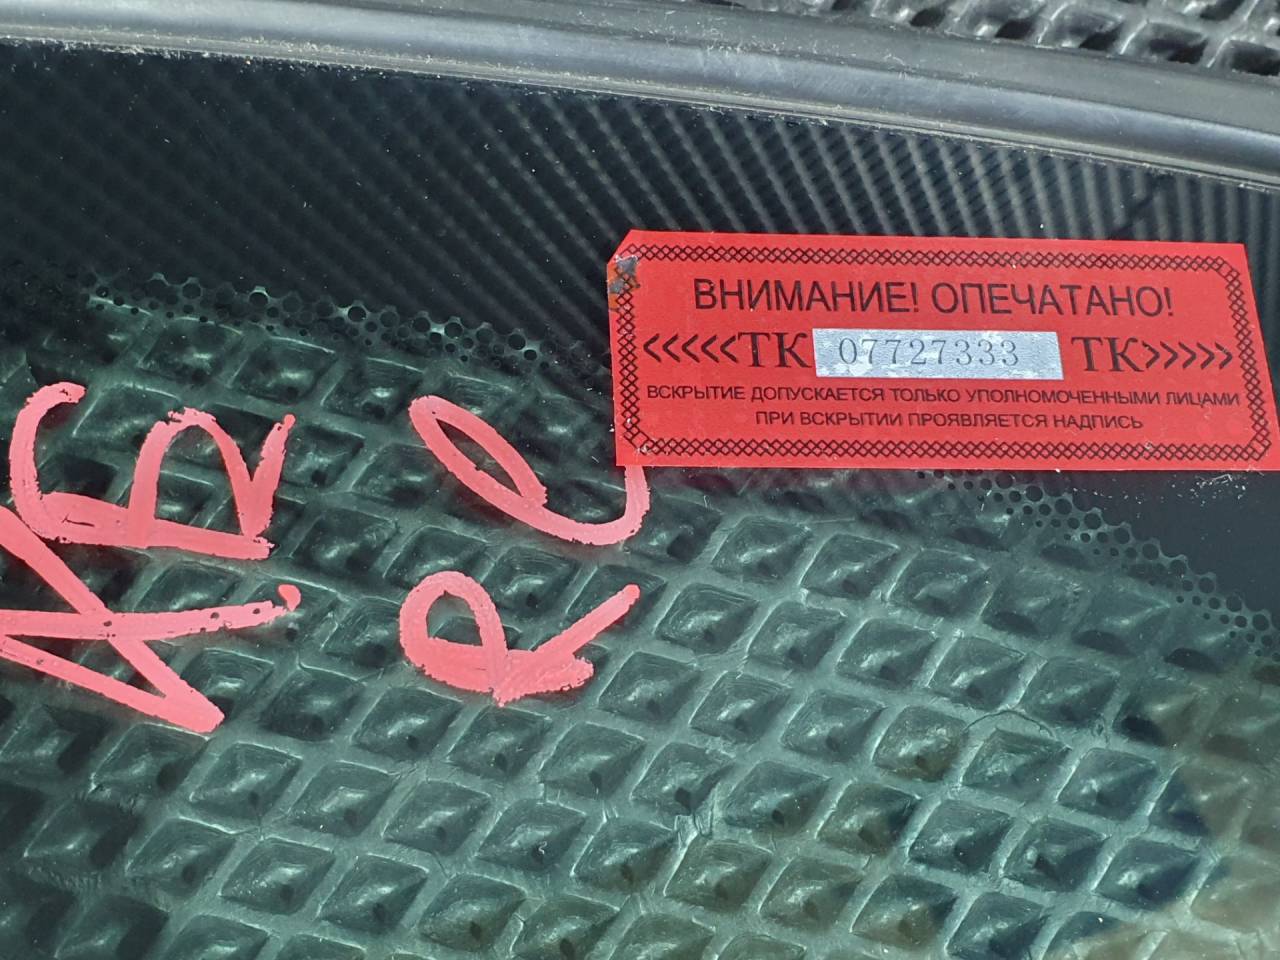 ВНИМАНИЕ! ОПЕЧАТАНО!
<<<<<ТК 07727333 ТК>>>>>
ВСКРЫТИЕ ДОПУСКАЕТСЯ ТОЛЬКО УПОЛНОМОЧЕННЫМИ ЛИЦАМИ
ПРИ ВСКРЫТИИ ПРОЯВЛЯЕТСЯ НАДПИСЬ